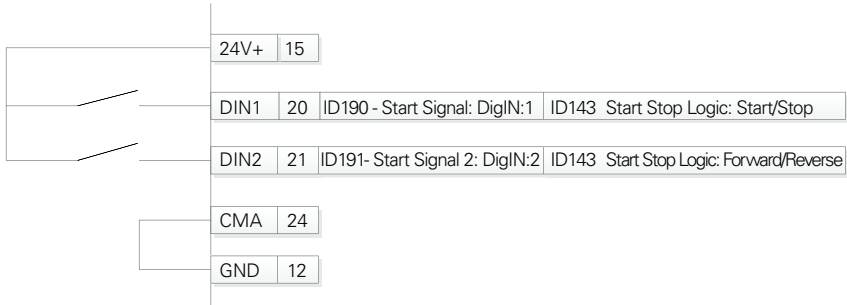 24V+ 15
DIN1 20 ID190 - Start Signal: DigIN:1 ID143 Start Stop Logic: Start/Stop
DIN2 21 ID191- Start Signal 2: DigIN:2 ID143 Start Stop Logic: Forward/Reverse
CMA 24
GND 12